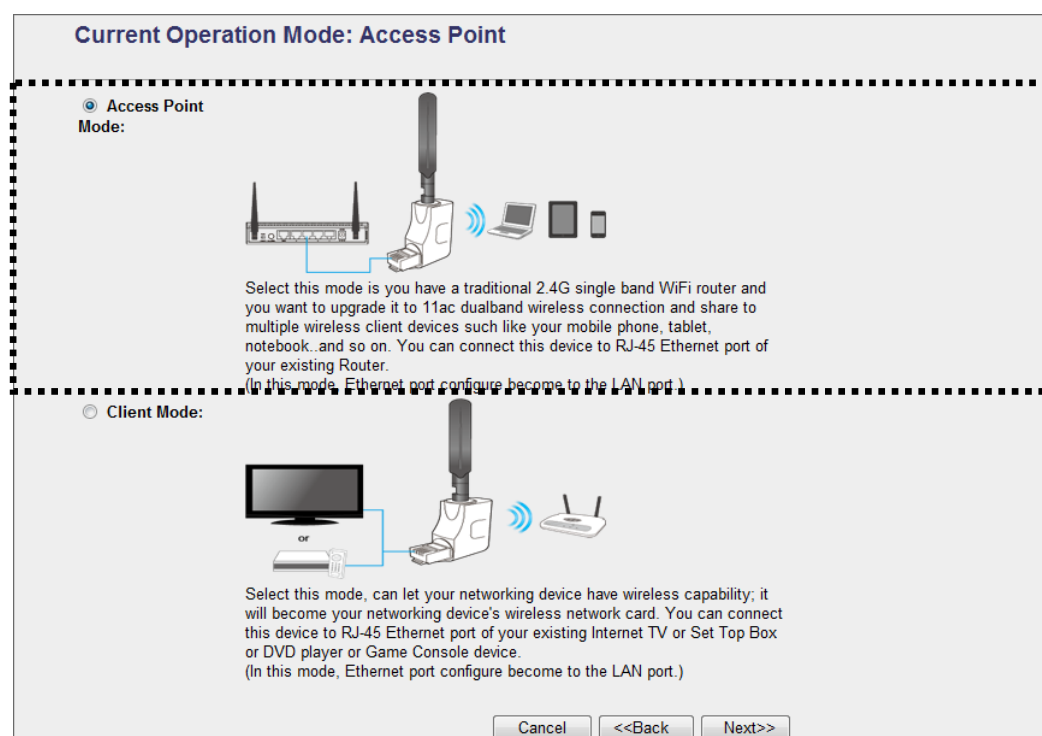 Current Operation Mode: Access Point
Access Point
Mode:
Select this mode is you have a traditional 2.4G single band WiFi router and
you want to upgrade it to 11ac dualband wireless connection and share to
multiple wireless client devices such like your mobile phone, tablet,
notebook..and so on. You can connect this device to RJ-45 Ethernet port of
your existing Router.
(In this mode, Ethernet port configure become to the LAN port.)
Client Mode:
or
Select this mode, can let your networking device have wireless capability; it
will become your networking device's wireless network card. You can connect
this device to RJ-45 Ethernet port of your existing Internet TV or Set Top Box
or DVD player or Game Console device.
(In this mode, Ethernet port configure become to the LAN port.)
Cancel <<Back Next>>